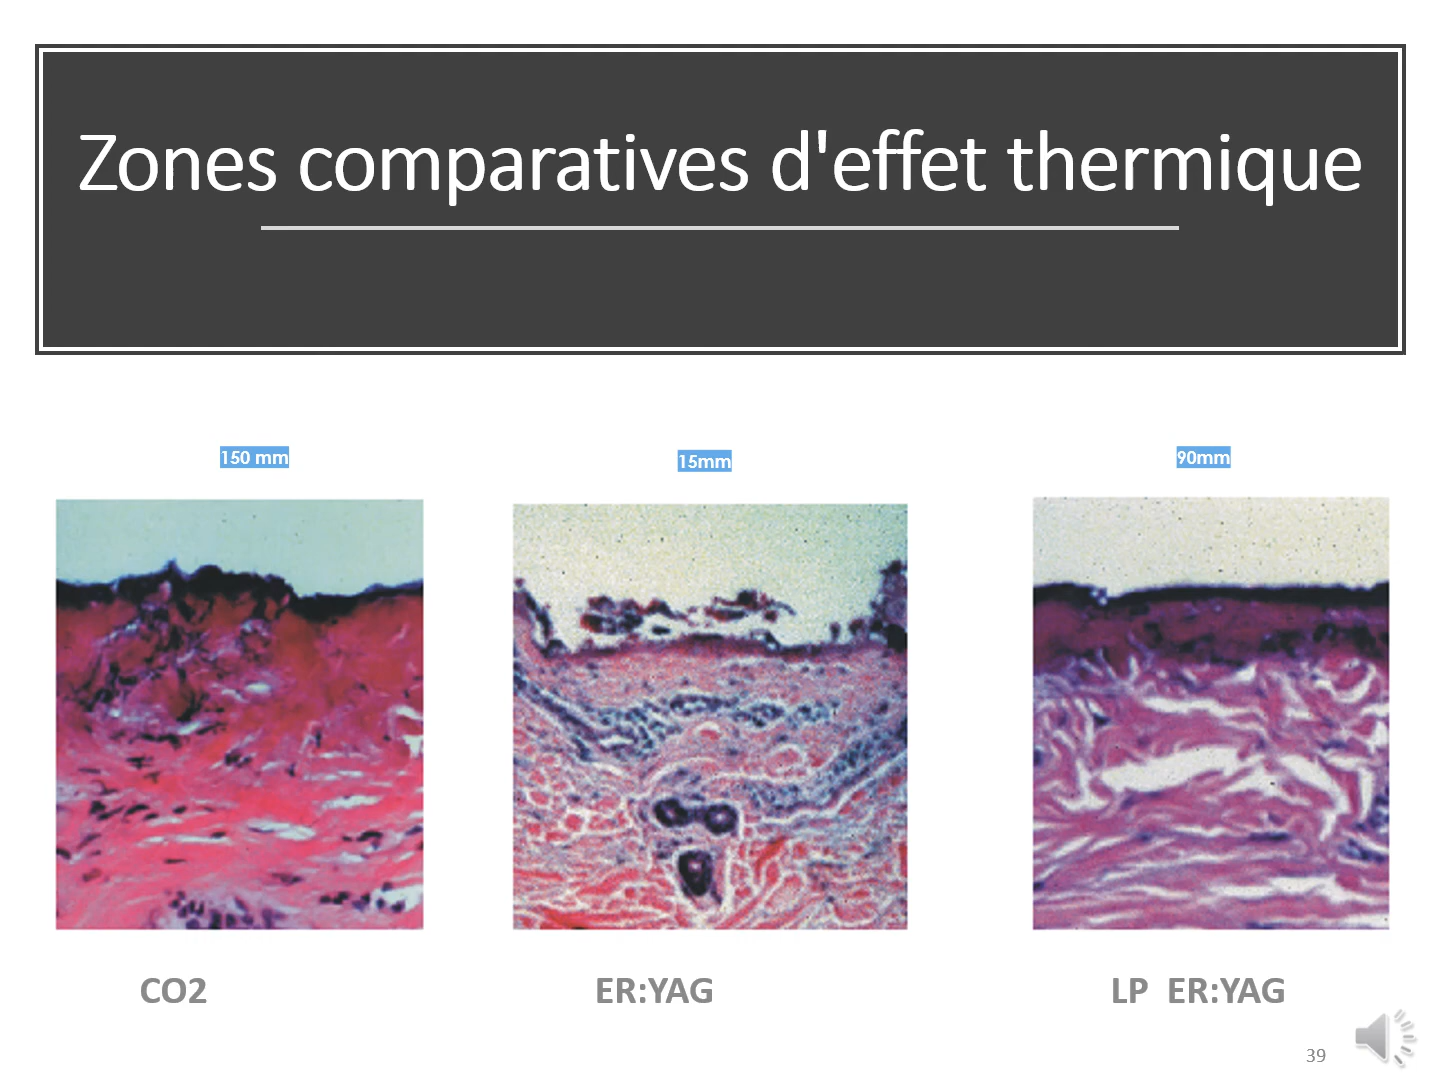 Zones comparatives d'effet thermique
150 mm
15mm
90mm
CO2
ER:YAG
LP ER:YAG
39